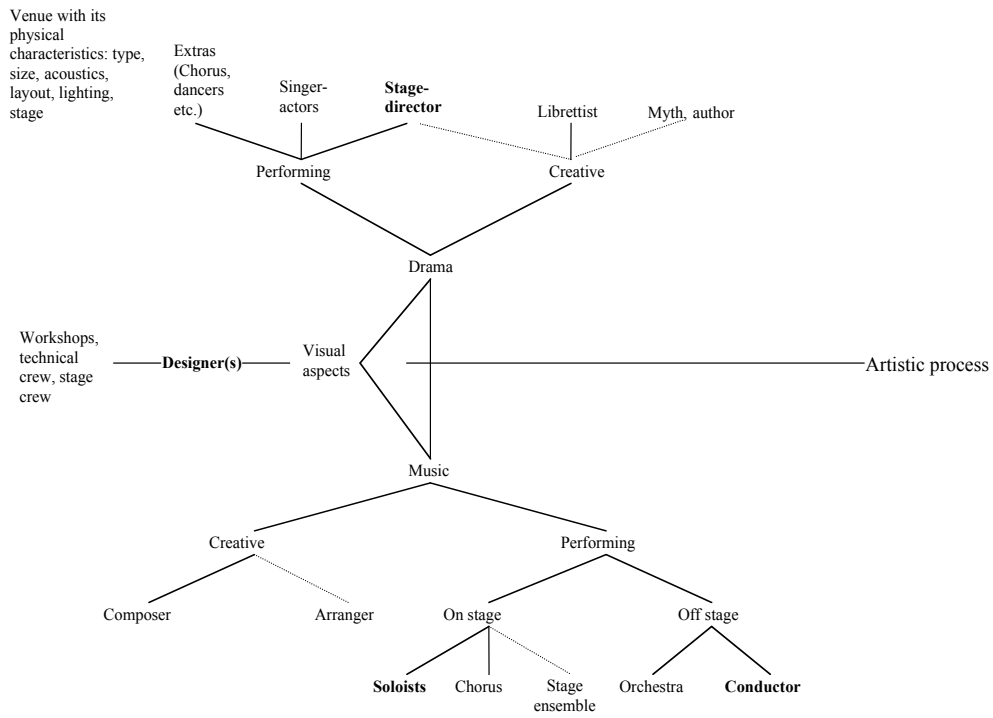 Venue with its
physical
characteristics: type,
size, acoustics,
layout, lighting,
stage
Extras
(Chorus,
dancers
etc.)
Singer-
actors
Stage-
director
Librettist
Myth, author
Performing
Creative
Drama
Workshops,
technical
crew, stage
crew
Designer(s)
Visual
aspects
Artistic process
Music
Creative
Performing
Composer
Arranger
On stage
Off stage
Soloists
Chorus
Stage
ensemble
Orchestra
Conductor